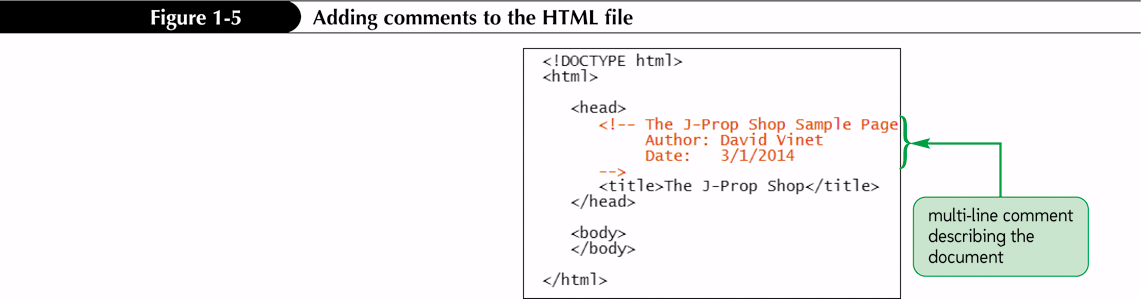 Figure 1-5 Adding comments to the HTML file
<!DOCTYPE html>
<html>
<head>
<!-- The J-Prop Shop Sample Page
Author: David Vinet
Date:   3/1/2014
-->
<title>The J-Prop Shop</title>
</head>
<body>
</body>
</html>
multi-line comment
describing the
document